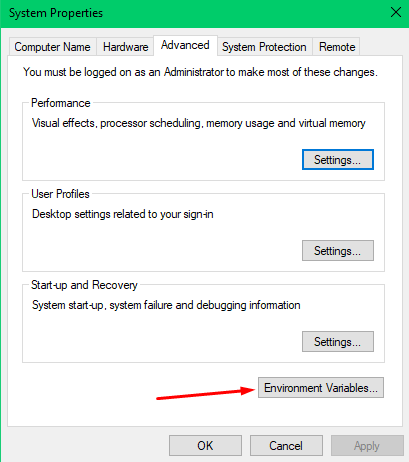 System Properties
Computer Name Hardware Advanced System Protection Remote
You must be logged on as an Administrator to make most of these changes.
Performance
Visual effects, processor scheduling, memory usage and virtual memory
Settings...
User Profiles
Desktop settings related to your sign-in
Settings...
Start-up and Recovery
System start-up, system failure and debugging information
Settings...
Environment Variables...
OK Cancel Apply